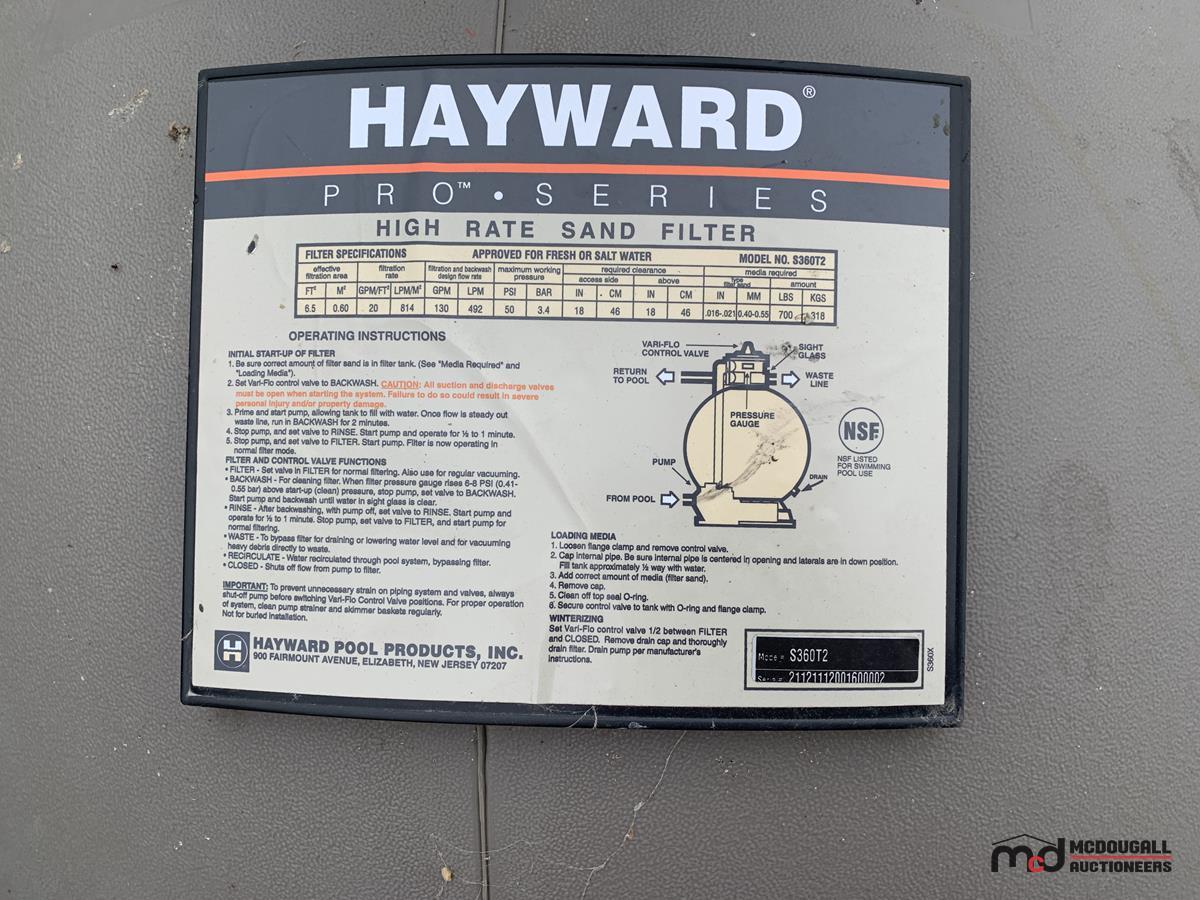 HAYWARD®
PRO™ • SERIES
HIGH RATE SAND FILTER
FILTER SPECIFICATIONS APPROVED FOR FRESH OR SALT WATER MODEL NO. S360T2
effective filtration area filtration rate filtration and backwash design flow rate maximum working pressure required clearance media required
access side above type filter sand amount
FT² M² GPM/FT² LPM/M² GPM LPM PSI BAR IN CM IN CM IN MM LBS KGS
6.5 0.60 20 814 130 492 50 3.4 18 46 18 46 .016-.021 0.40-0.55 700 318
OPERATING INSTRUCTIONS
INITIAL START-UP OF FILTER
1. Be sure correct amount of filter sand is in filter tank. (See "Media Required" and
"Loading Media").
2. Set Vari-Flo control valve to BACKWASH. CAUTION: All suction and discharge valves
must be open when starting the system. Failure to do so could result in severe
personal injury and/or property damage.
3. Prime and start pump, allowing tank to fill with water. Once flow is steady out
waste line, run in BACKWASH for 2 minutes.
4. Stop pump, and set valve to RINSE. Start pump and operate for ½ to 1 minute.
5. Stop pump, and set valve to FILTER. Start pump. Filter is now operating in
normal filter mode.
FILTER AND CONTROL VALVE FUNCTIONS
• FILTER - Set valve in FILTER for normal filtering. Also use for regular vacuuming.
• BACKWASH - For cleaning filter. When filter pressure gauge rises 6-8 PSI (0.41-
0.55 bar) above start-up (clean) pressure, stop pump, set valve to BACKWASH.
Start pump and backwash until water in sight glass is clear.
• RINSE - After backwashing, with pump off, set valve to RINSE. Start pump and
operate for ½ to 1 minute. Stop pump, set valve to FILTER, and start pump for
normal filtering.
• WASTE - To bypass filter for draining or lowering water level and for vacuuming
heavy debris directly to waste.
• RECIRCULATE - Water recirculated through pool system, bypassing filter.
• CLOSED - Shuts off flow from pump to filter.
IMPORTANT: To prevent unnecessary strain on piping system and valves, always
shut-off pump before switching Vari-Flo Control Valve positions. For proper operation
of system, clean pump strainer and skimmer baskets regularly.
Not for buried installation.
H
HAYWARD POOL PRODUCTS, INC.
900 FAIRMOUNT AVENUE, ELIZABETH, NEW JERSEY 07207
VARI-FLO
CONTROL VALVE
SIGHT
GLASS
RETURN
TO POOL
WASTE
LINE
PRESSURE
GAUGE
PUMP
DRAIN
FROM POOL
NSF
NSF LISTED
FOR SWIMMING
POOL USE
LOADING MEDIA
1. Loosen flange clamp and remove control valve.
2. Cap internal pipe. Be sure internal pipe is centered in opening and laterals are in down position.
Fill tank approximately ½ way with water.
3. Add correct amount of media (filter sand).
4. Remove cap.
5. Clean off top seal O-ring.
6. Secure control valve to tank with O-ring and flange clamp.
WINTERIZING
Set Vari-Flo control valve 1/2 between FILTER
and CLOSED. Remove drain cap and thoroughly
drain filter. Drain pump per manufacturer's
instructions.
Model # S360T2
Serial #: 21121112001600002
S360X
mcd MCDOUGALL
AUCTIONEERS